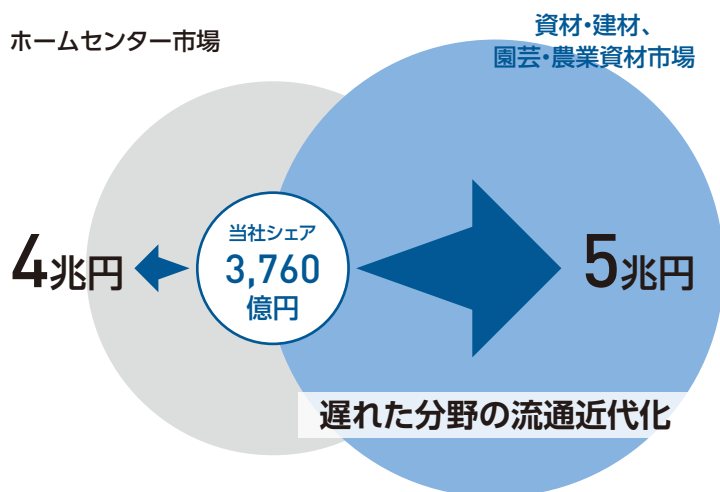 ホームセンター市場
資材・建材、
園芸・農業資材市場
4兆円
当社シェア
3,760
億円
5兆円
遅れた分野の流通近代化